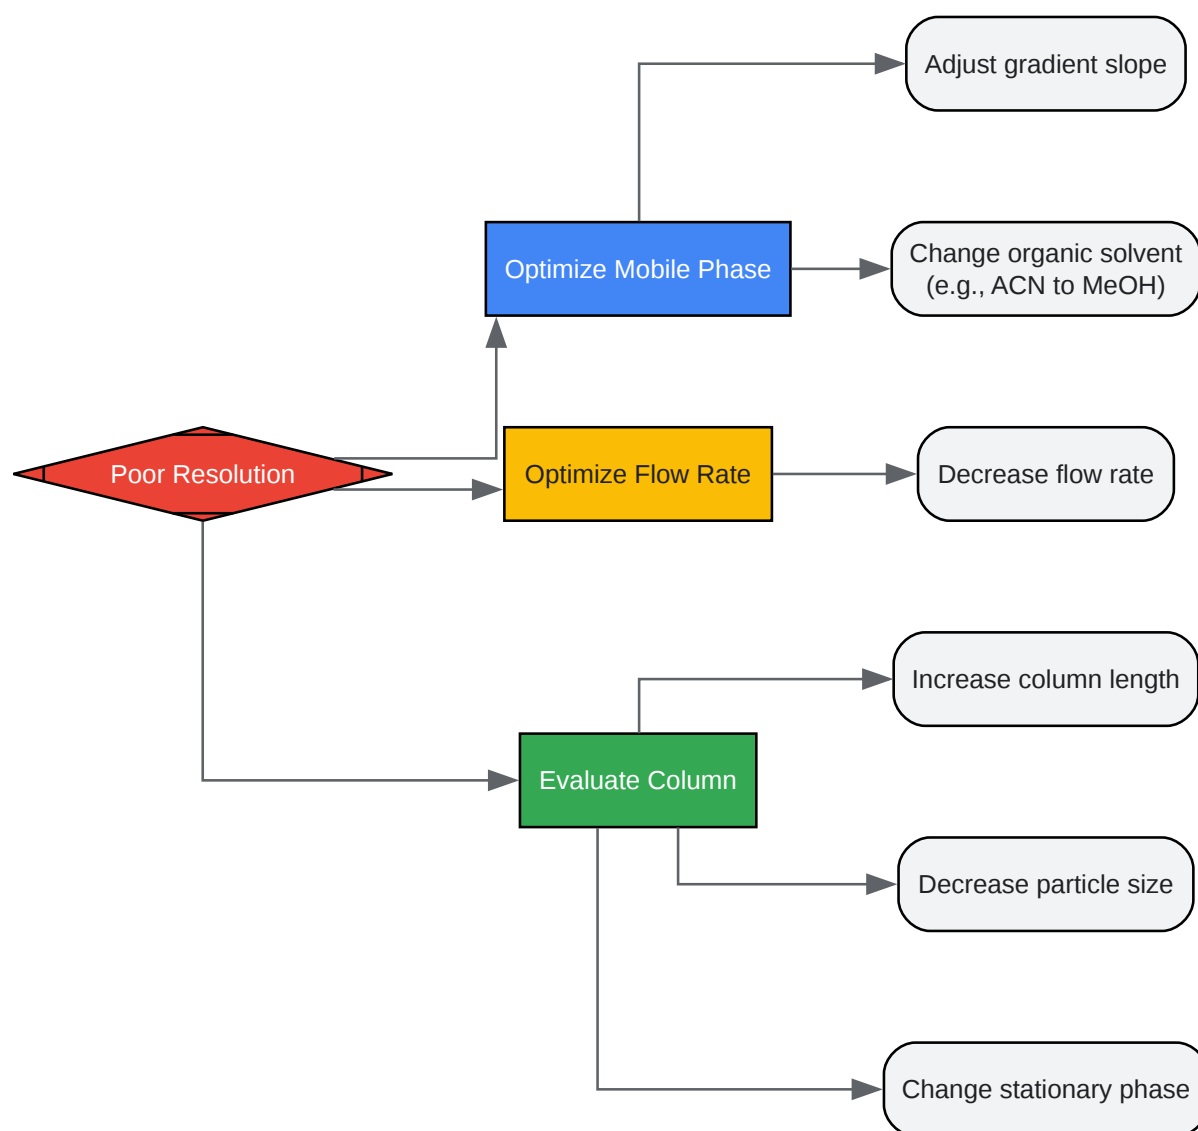 Adjust gradient slope
Optimize Mobile Phase
Change organic solvent
(e.g., ACN to MeOH)
Poor Resolution
Optimize Flow Rate
Decrease flow rate
Increase column length
Evaluate Column
Decrease particle size
Change stationary phase